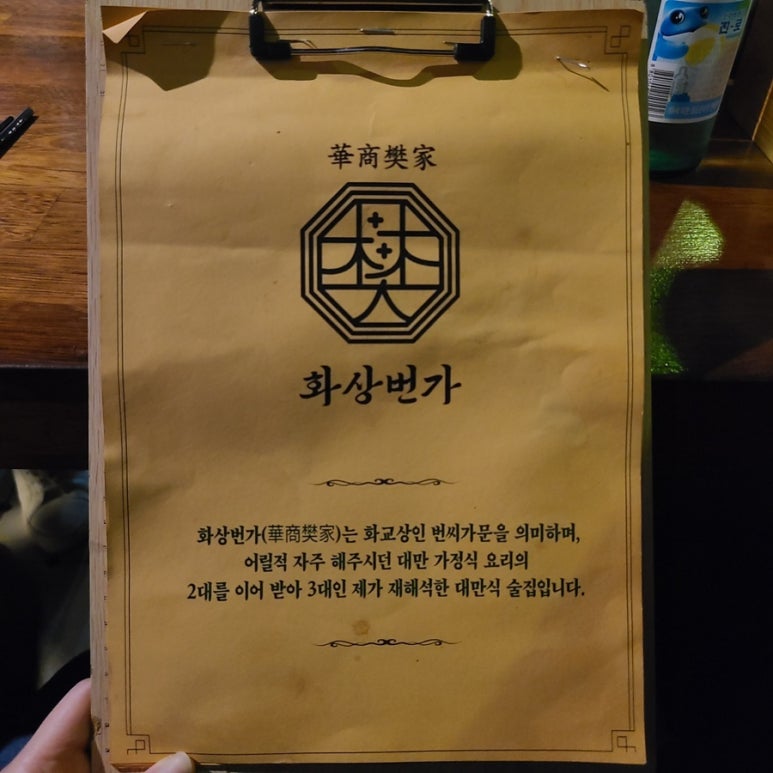 華商樊家
화상번가
화상번가(華商樊家)는 화교상인 번씨가문을 의미하며,
어릴적 자주 해주시던 대만 가정식 요리의
2대를 이어 받아 3대인 제가 재해석한 대만식 술집입니다.